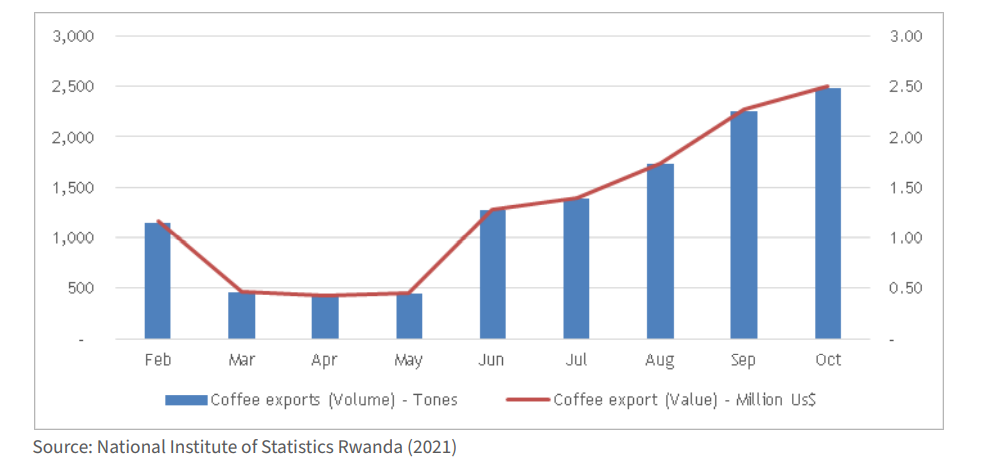 3,000 3.00
2,500 2.50
2,000 2.00
1,500 1.50
1,000 1.00
500 0.50
- -
Feb Mar Apr May Jun Jul Aug Sep Oct
Coffee exports (Volume) - Tones Coffee export (Value) - Million Us$
Source: National Institute of Statistics Rwanda (2021)